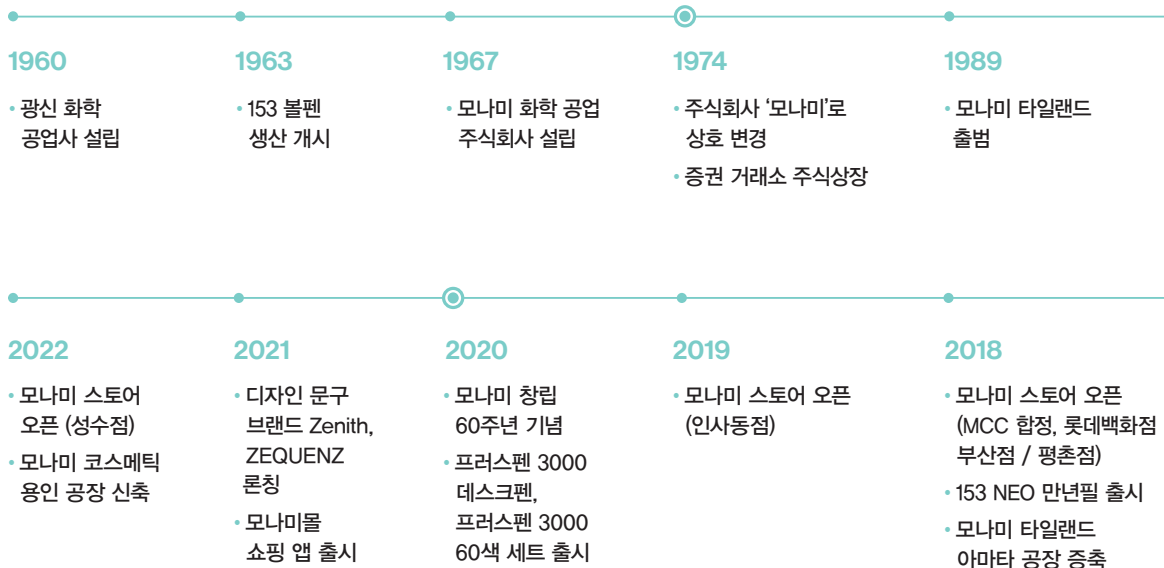 1960
• 광신 화학
공업사 설립
1963
• 153 볼펜
생산 개시
1967
• 모나미 화학 공업
주식회사 설립
1974
• 주식회사 ‘모나미’로
상호 변경
• 증권 거래소 주식상장
1989
• 모나미 타일랜드
출범
2022
• 모나미 스토어
오픈 (성수점)
• 모나미 코스메틱
용인 공장 신축
2021
• 디자인 문구
브랜드 Zenith,
ZEQUENZ
론칭
• 모나미몰
쇼핑 앱 출시
2020
• 모나미 창립
60주년 기념
• 프러스펜 3000
데스크펜,
프러스펜 3000
60색 세트 출시
2019
• 모나미 스토어 오픈
(인사동점)
2018
• 모나미 스토어 오픈
(MCC 합정, 롯데백화점
부산점 / 평촌점)
• 153 NEO 만년필 출시
• 모나미 타일랜드
아마타 공장 증축